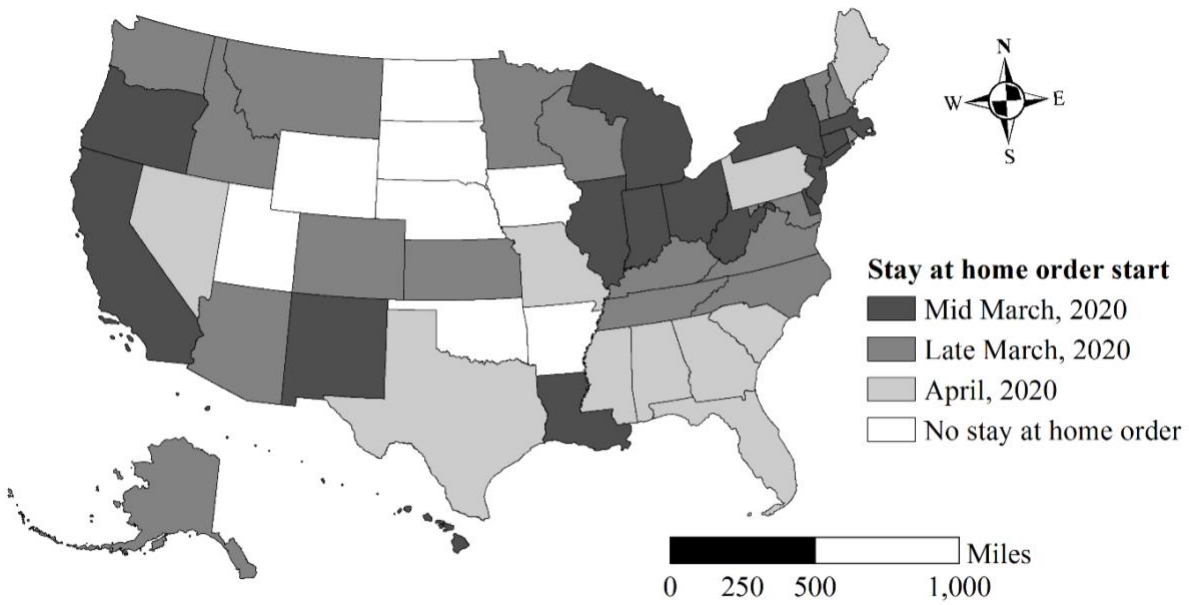 N
W E
S
Stay at home order start
Mid March, 2020
Late March, 2020
April, 2020
No stay at home order
Miles
0 250 500 1,000